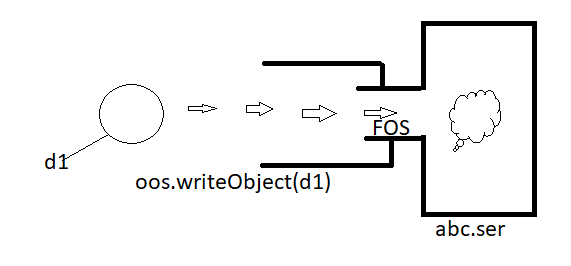 FOS
d1
oos.writeObject(d1)
abc.ser